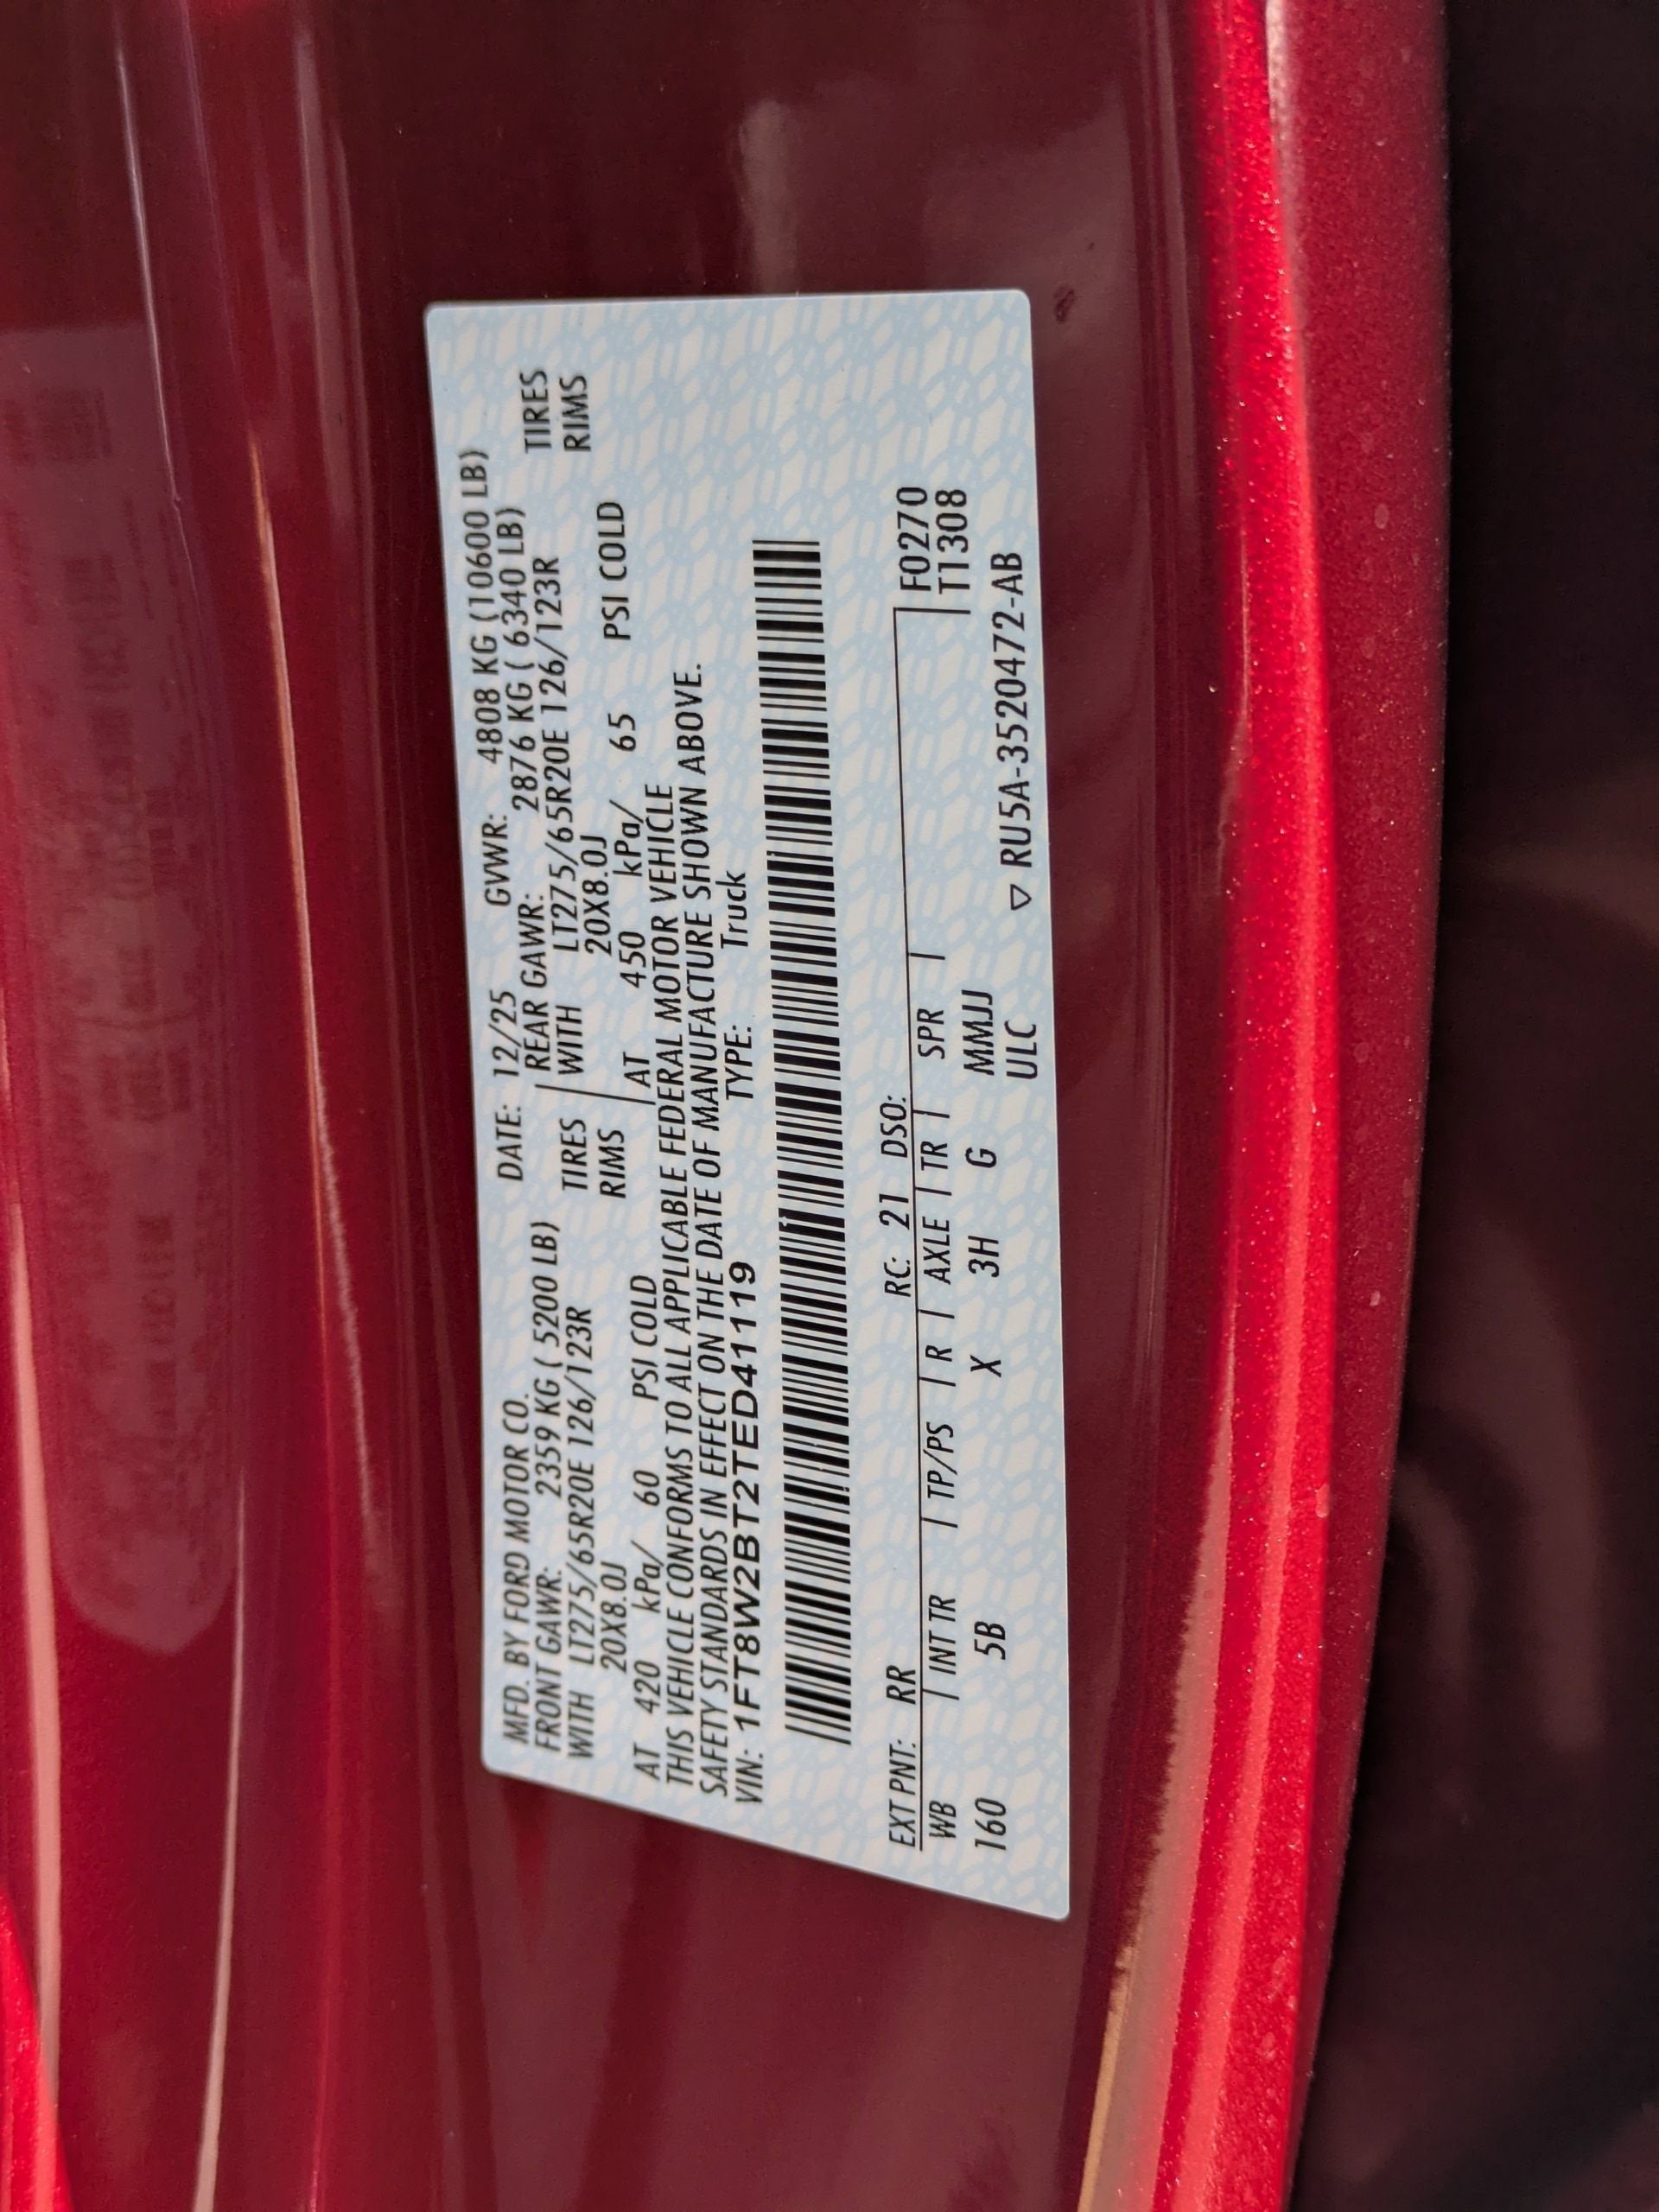 MFD. BY FORD MOTOR CO. DATE: 12/25 GVWR: 4808 KG (10600 LB)
FRONT GAWR: 2359 KG ( 5200 LB) REAR GAWR: 2876 KG ( 6340 LB)
WITH LT275/65R20E 126/123R TIRES WITH LT275/65R20E 126/123R TIRES
20X8.0J RIMS 20X8.0J RIMS
AT 420 kPa/ 60 PSI COLD AT 450 kPa/ 65 PSI COLD
THIS VEHICLE CONFORMS TO ALL APPLICABLE FEDERAL MOTOR VEHICLE
SAFETY STANDARDS IN EFFECT ON THE DATE OF MANUFACTURE SHOWN ABOVE.
VIN: 1FT8W2BT2TED41119 TYPE: Truck
EXT PNT: RR RC: 21 DSO: F0270
WB | INT TR | TP/PS | R | AXLE | TR | SPR | T1308
160 5B X 3H G MMJJ
ULC ▽ RU5A-3520472-AB